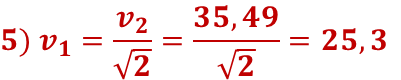 5) v₁ = v₂/√2 = 35,49/√2 = 25,3